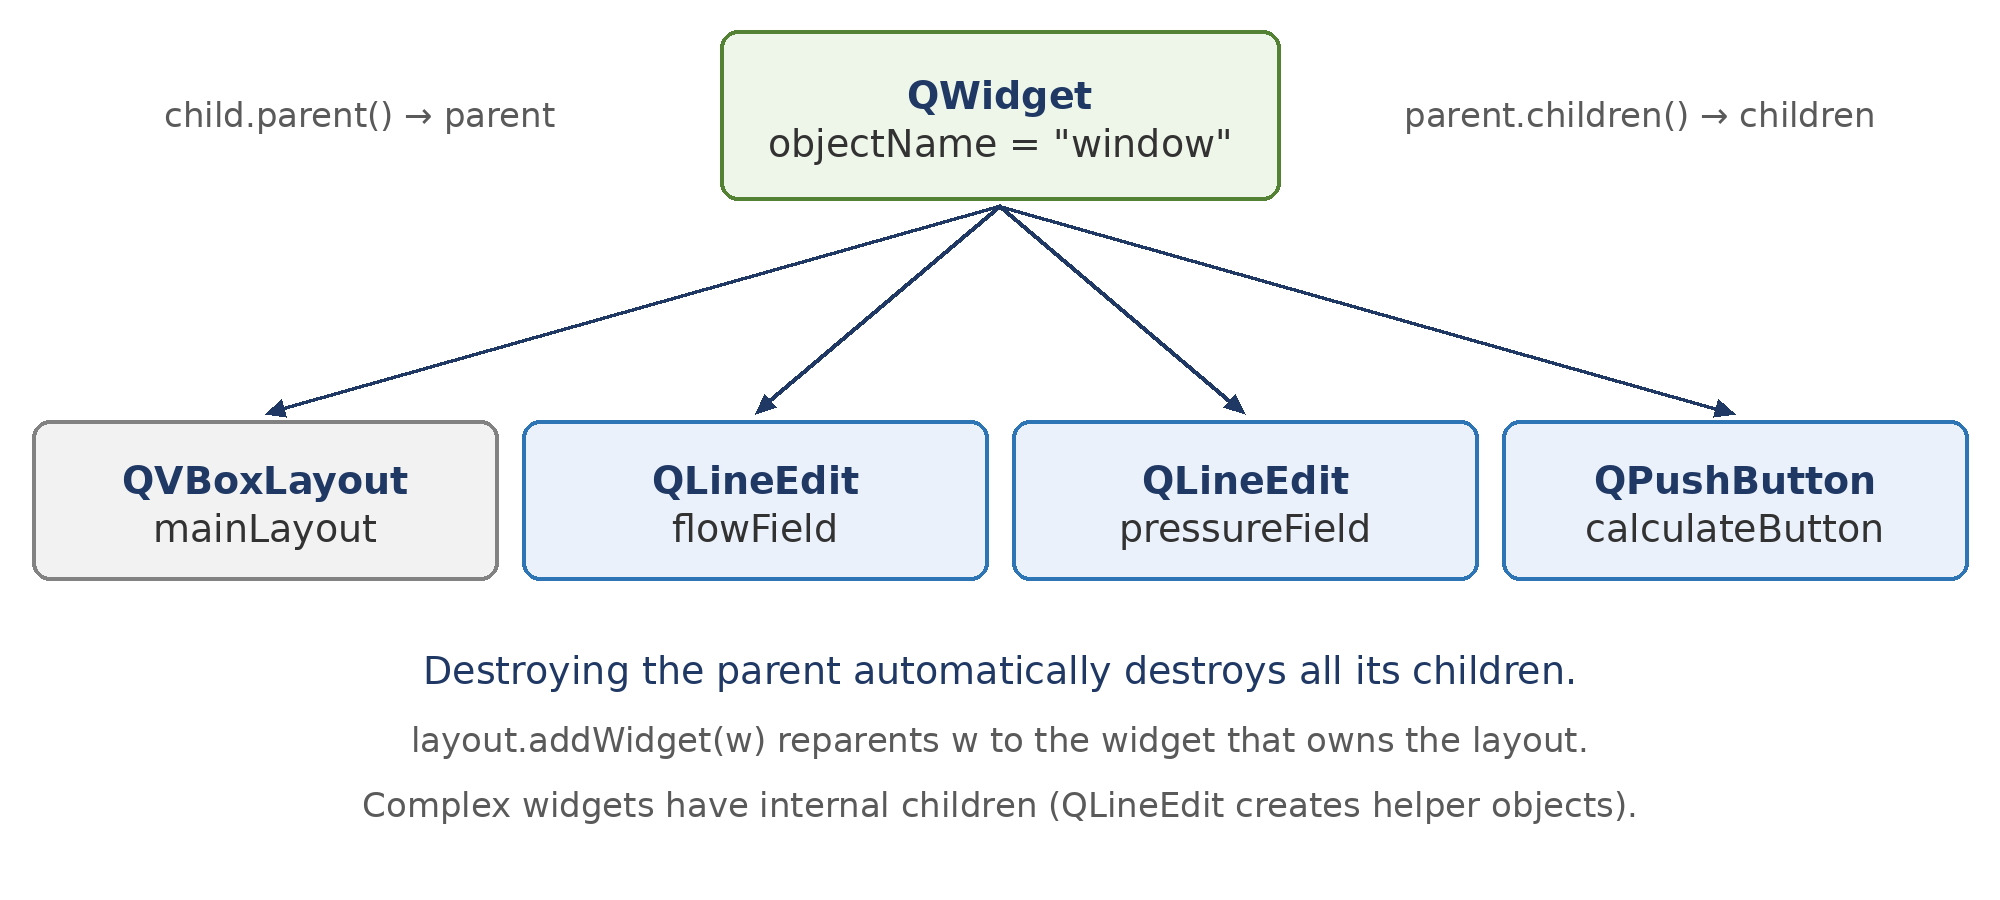 QWidget
objectName = "window"
child.parent() → parent
parent.children() → children
QVBoxLayout
mainLayout
QLineEdit
flowField
QLineEdit
pressureField
QPushButton
calculateButton
Destroying the parent automatically destroys all its children.
layout.addWidget(w) reparents w to the widget that owns the layout.
Complex widgets have internal children (QLineEdit creates helper objects).